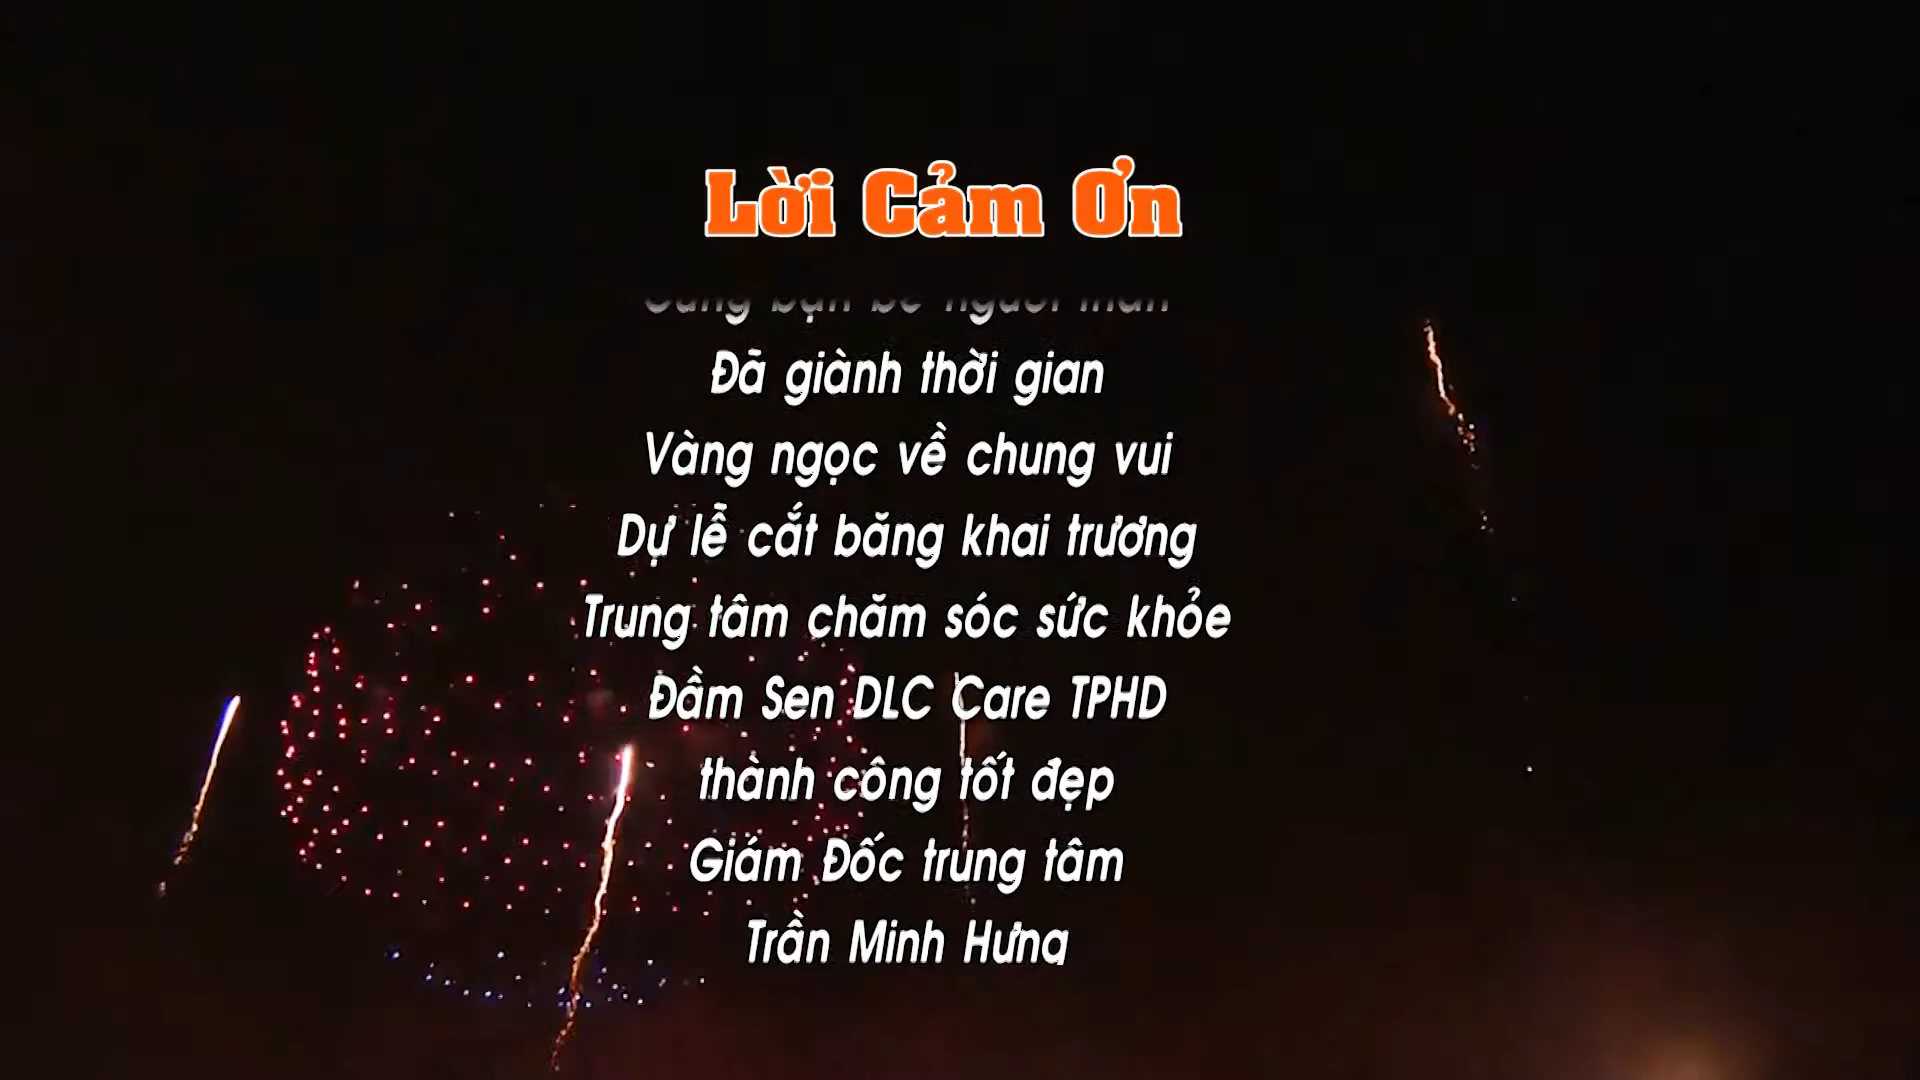 Lời Cảm Ơn
Đã giành thời gian
Vàng ngọc về chung vui
Dự lễ cắt băng khai trương
Trung tâm chăm sóc sức khỏe
Đầm Sen DLC Care TPHD
thành công tốt đẹp
Giám Đốc trung tâm
Trần Minh Hưng